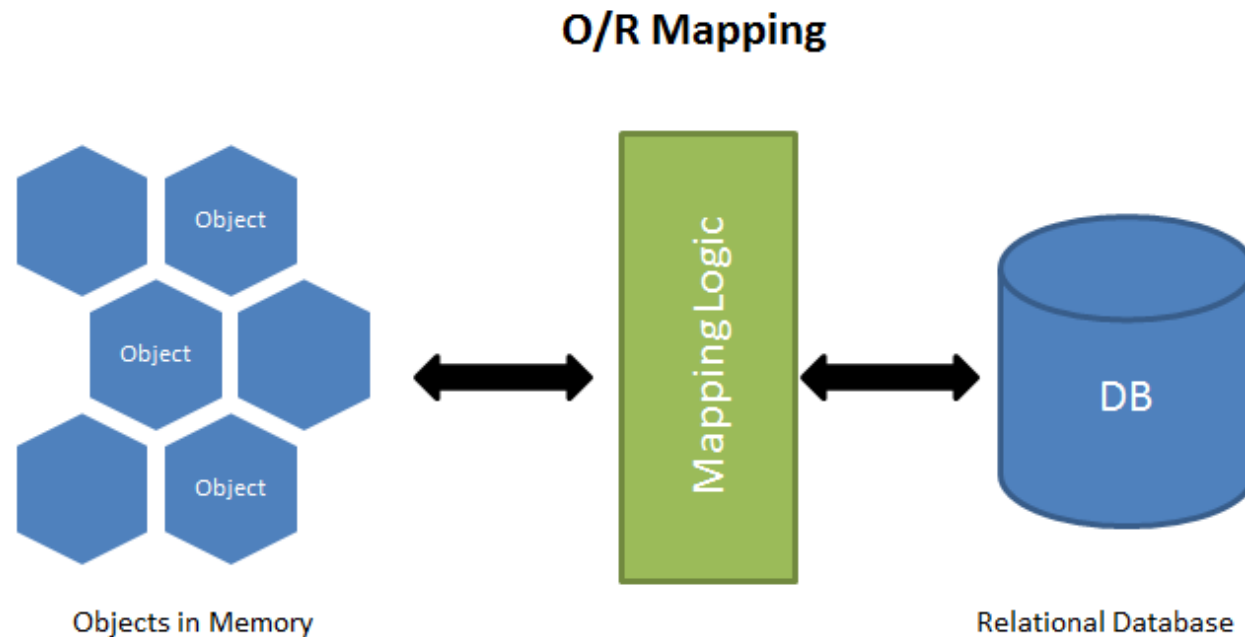 O/R Mapping
Object
Object
Object
Mapping Logic
DB
Objects in Memory
Relational Database